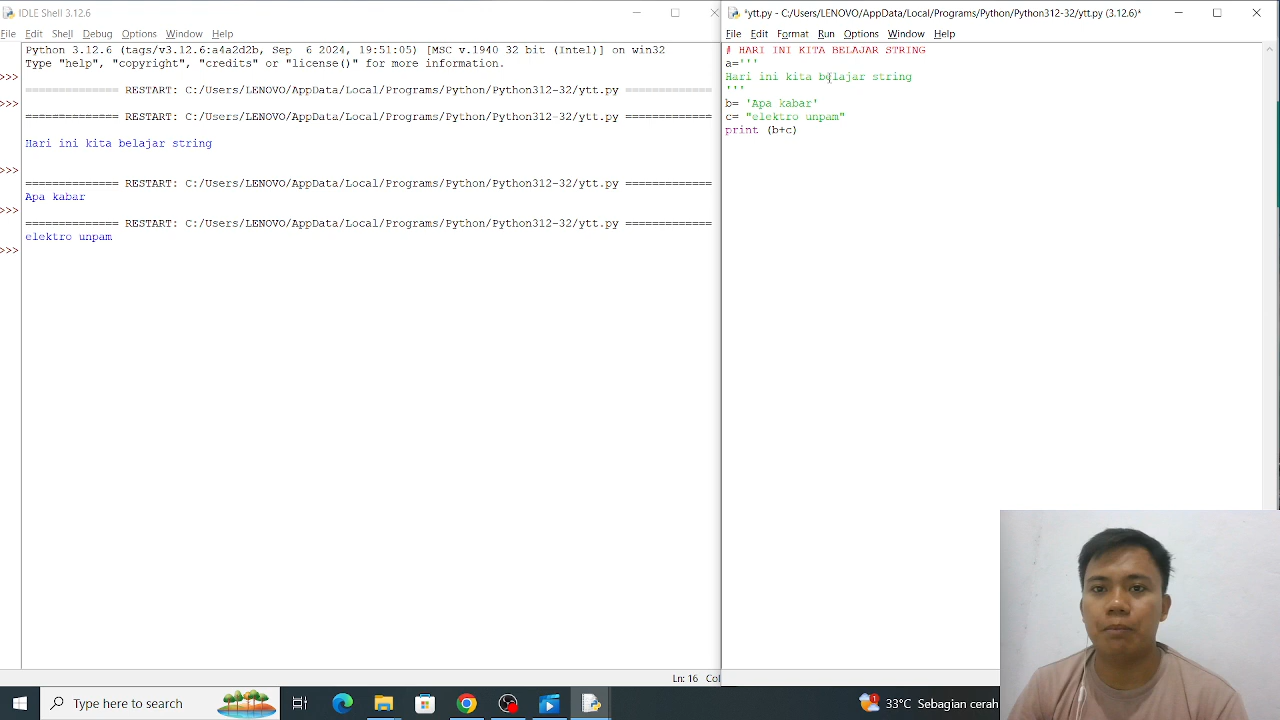 IDLE Shell 3.12.6
File Edit Shell Debug Options Window Help
Python 3.12.6 (tags/v3.12.6:a4a2d2b, Sep  6 2024, 19:51:05) [MSC v.1940 32 bit (Intel)] on win32
Type "help", "copyright", "credits" or "license()" for more information.
>>>
============== RESTART: C:/Users/LENOVO/AppData/Local/Programs/Python/Python312-32/ytt.py =============
>>>
============== RESTART: C:/Users/LENOVO/AppData/Local/Programs/Python/Python312-32/ytt.py =============
Hari ini kita belajar string
>>>
============== RESTART: C:/Users/LENOVO/AppData/Local/Programs/Python/Python312-32/ytt.py =============
Apa kabar
>>>
============== RESTART: C:/Users/LENOVO/AppData/Local/Programs/Python/Python312-32/ytt.py =============
elektro unpam
>>>
Ln: 16 Col
*ytt.py - C:/Users/LENOVO/AppData/Local/Programs/Python/Python312-32/ytt.py (3.12.6)*
File Edit Format Run Options Window Help
# HARI INI KITA BELAJAR STRING
a='''
Hari ini kita belajar string
'''
b= 'Apa kabar'
c= "elektro unpam"
print (b+c)
Type here to search
1
33°C Sebagian cerah